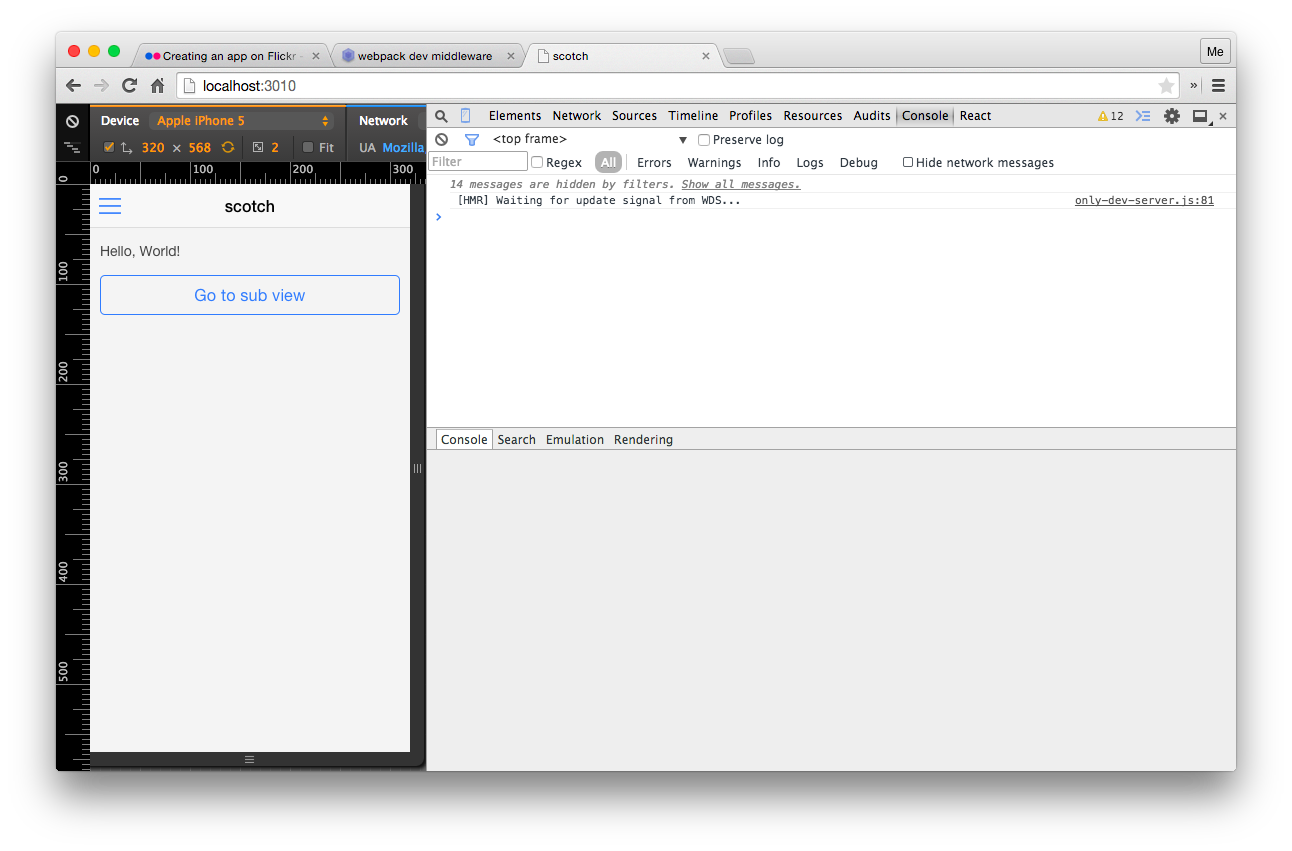 Creating an app on Flickr -
webpack dev middleware
scotch
Me
localhost:3010
»
Device Apple iPhone 5
Network
320 × 568 2 Fit
UA Mozilla
0 100 200 300
0
100
200
300
400
500
scotch
Hello, World!
Go to sub view
Elements Network Sources Timeline Profiles Resources Audits Console React 12
<top frame> Preserve log
Filter Regex All Errors Warnings Info Logs Debug Hide network messages
14 messages are hidden by filters. Show all messages.
[HMR] Waiting for update signal from WDS... only-dev-server.js:81
Console Search Emulation Rendering